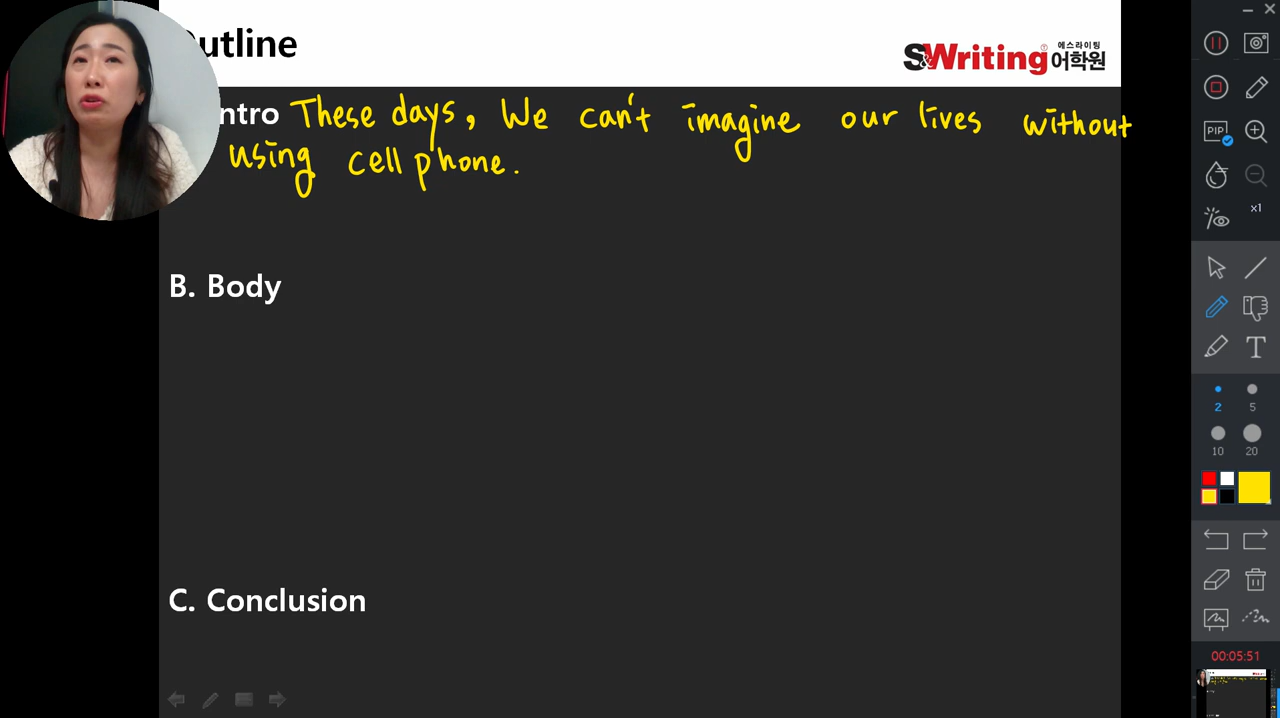 utline
S&Writing 에스라이팅 어학원
ntro These days, We can't imagine our lives without
using cell phone.
B. Body
C. Conclusion
PIP
x1
2 5
10 20
T
00:05:51